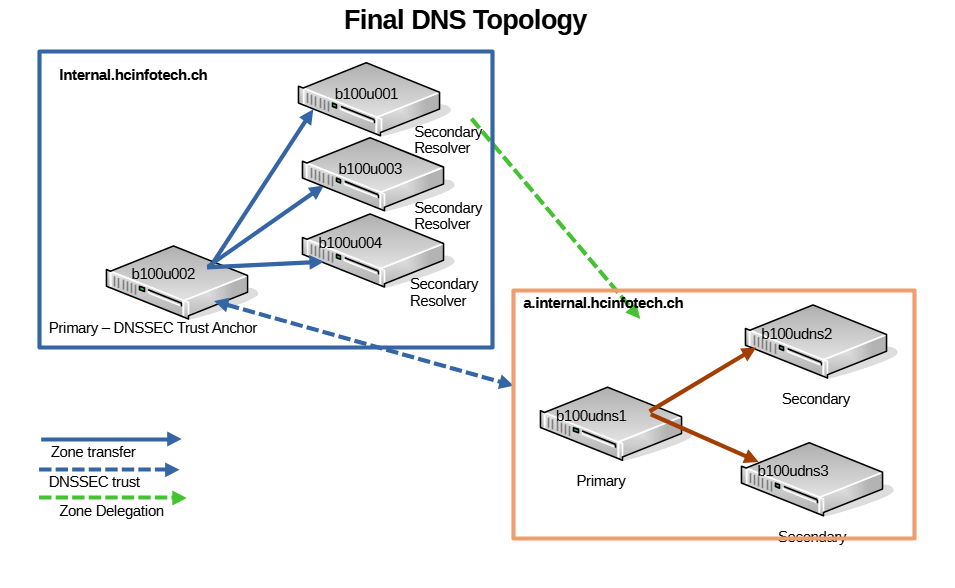 Final DNS Topology
Internal.hcinfotech.ch
b100u001
Secondary
Resolver
b100u003
Secondary
Resolver
b100u004
Secondary
Resolver
b100u002
Primary – DNSSEC Trust Anchor
a.internal.hcinfotech.ch
b100udns2
Secondary
b100udns1
Primary
b100udns3
Secondary
Zone transfer
DNSSEC trust
Zone Delegation